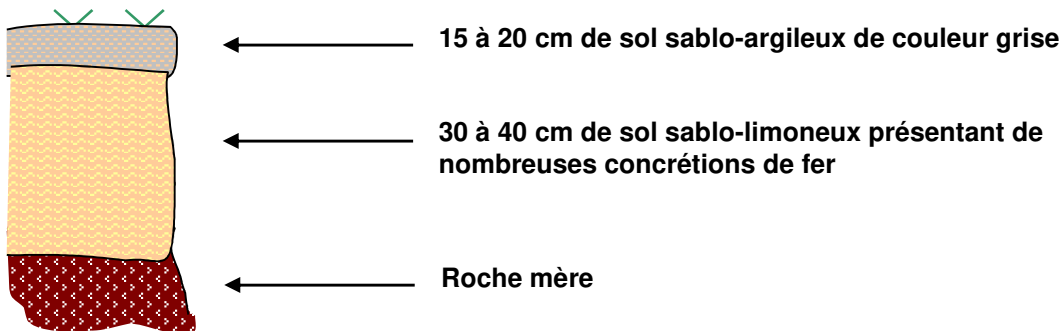 15 à 20 cm de sol sablo-argileux de couleur grise
30 à 40 cm de sol sablo-limoneux présentant de
nombreuses concrétions de fer
Roche mère